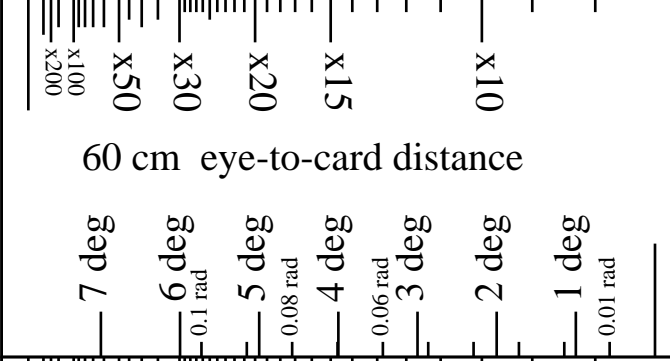 x200 x100 x50 x30 x20 x15 x10
60 cm eye-to-card distance
7 deg 6 deg 0.1 rad 5 deg 0.08 rad 4 deg 0.06 rad 3 deg 2 deg 1 deg 0.01 rad